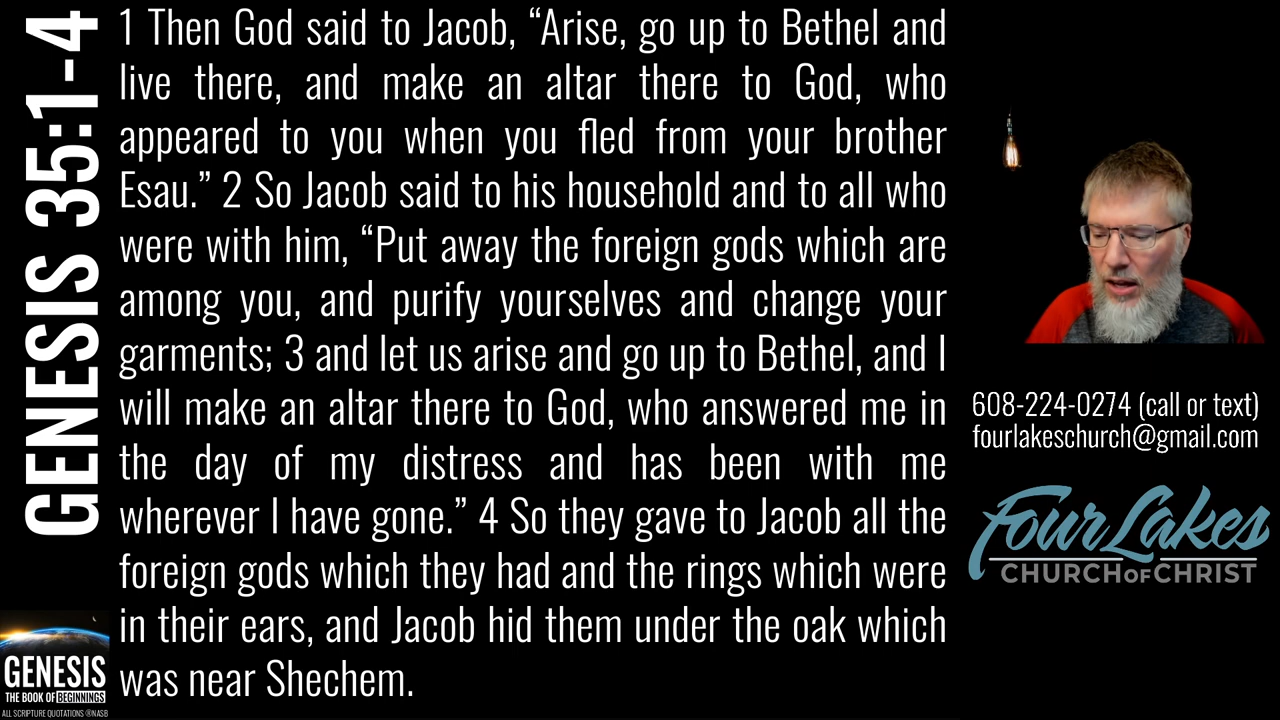 GENESIS 35:1-4
1 Then God said to Jacob, “Arise, go up to Bethel and
live there, and make an altar there to God, who
appeared to you when you fled from your brother
Esau.” 2 So Jacob said to his household and to all who
were with him, “Put away the foreign gods which are
among you, and purify yourselves and change your
garments; 3 and let us arise and go up to Bethel, and I
will make an altar there to God, who answered me in
the day of my distress and has been with me
wherever I have gone.” 4 So they gave to Jacob all the
foreign gods which they had and the rings which were
in their ears, and Jacob hid them under the oak which
was near Shechem.
608-224-0274 (call or text)
fourlakeschurch@gmail.com
Four Lakes
CHURCH OF CHRIST
GENESIS
THE BOOK OF BEGINNINGS
ALL SCRIPTURE QUOTATIONS ®NASB